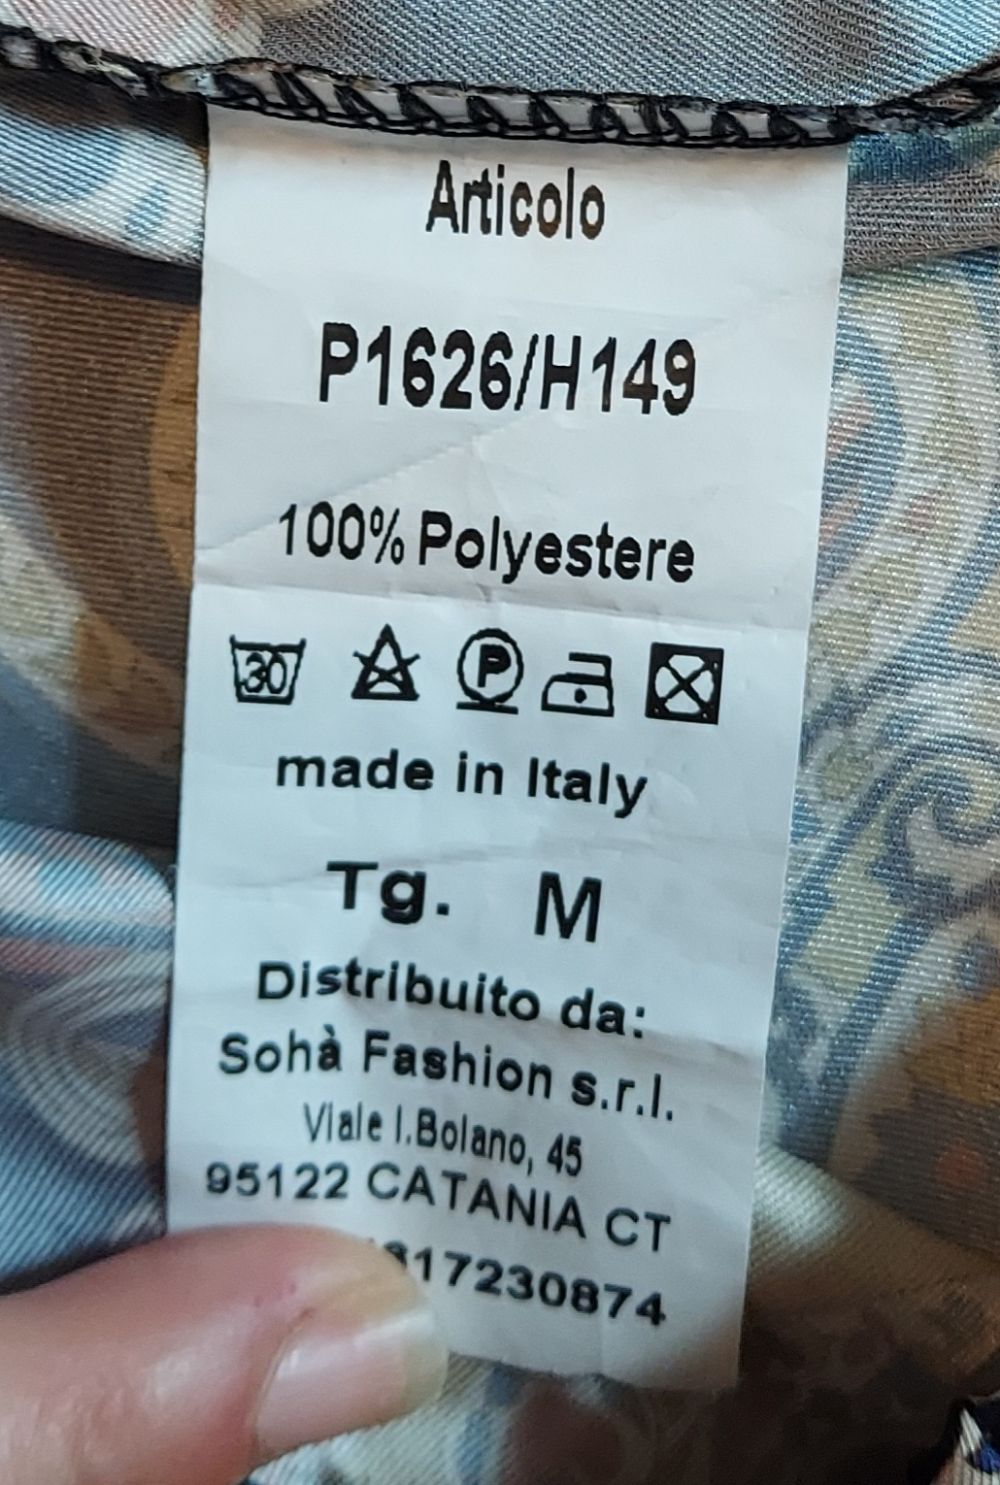 Articolo
P1626/H149
100% Polyestere
30 P
made in Italy
Tg. M
Distribuito da:
Sohà Fashion s.r.l.
Viale I.Bolano, 45
95122 CATANIA CT
17230874